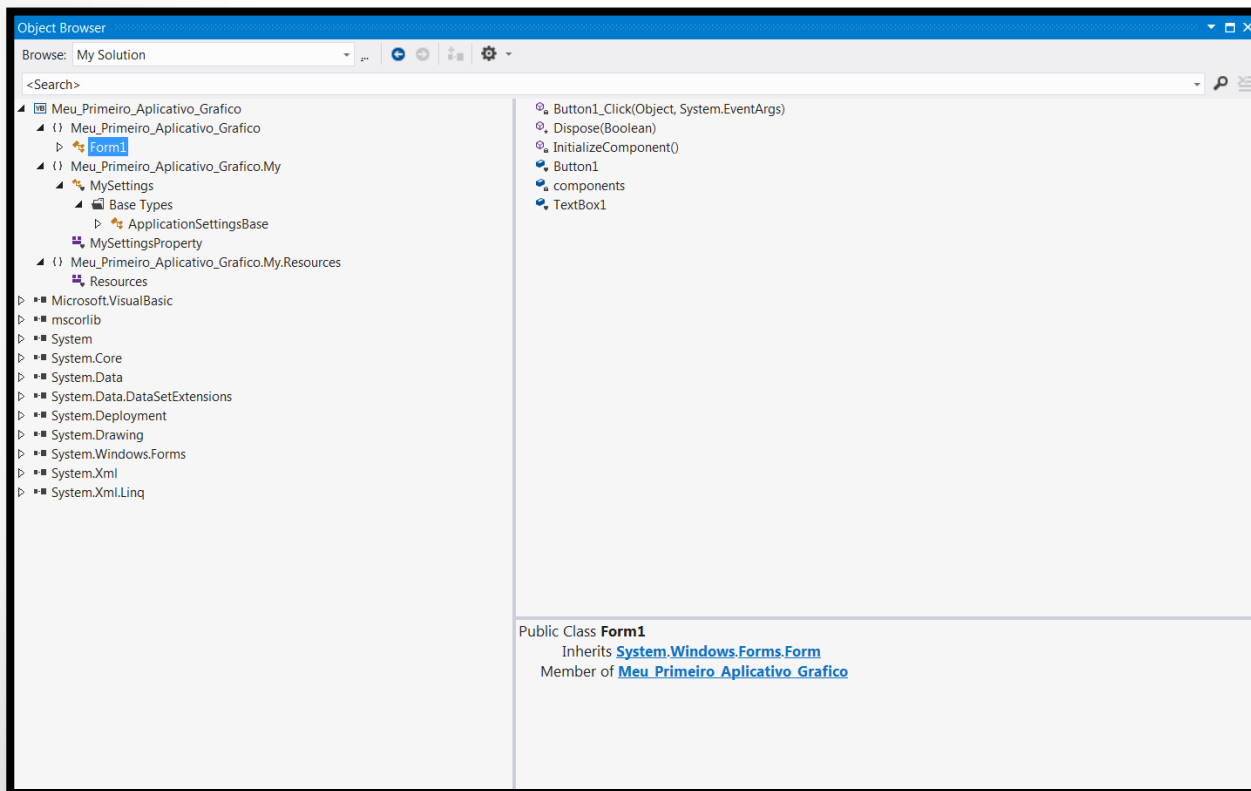 Object Browser
Browse: My Solution
...
<Search>
VB Meu_Primeiro_Aplicativo_Grafico
{} Meu_Primeiro_Aplicativo_Grafico
Form1
{} Meu_Primeiro_Aplicativo_Grafico.My
MySettings
Base Types
ApplicationSettingsBase
MySettingsProperty
{} Meu_Primeiro_Aplicativo_Grafico.My.Resources
Resources
Microsoft.VisualBasic
mscorlib
System
System.Core
System.Data
System.Data.DataSetExtensions
System.Deployment
System.Drawing
System.Windows.Forms
System.Xml
System.Xml.Linq
Button1_Click(Object, System.EventArgs)
Dispose(Boolean)
InitializeComponent()
Button1
components
TextBox1
Public Class Form1
Inherits System.Windows.Forms.Form
Member of Meu_Primeiro_Aplicativo_Grafico